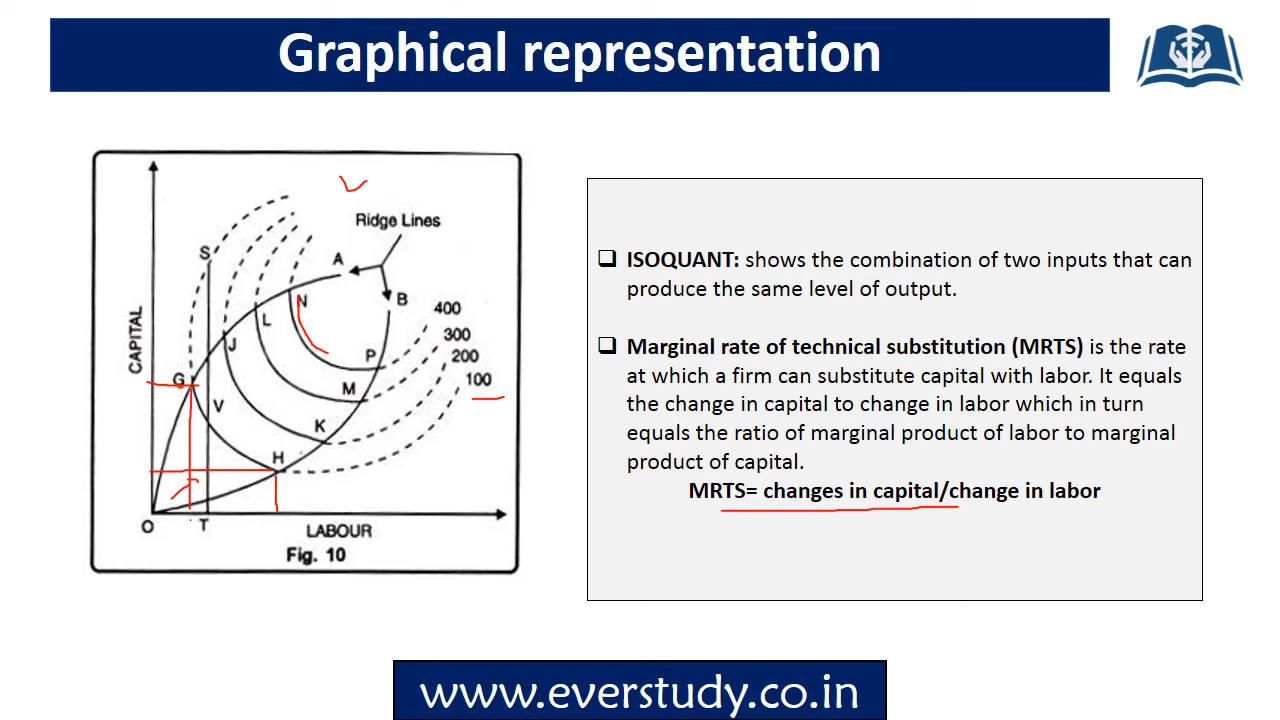 Graphical representation
CAPITAL
S
A
Ridge Lines
B
N
L
J
P
M
K
G
V
H
400
300
200
100
O
T
LABOUR
Fig. 10
❑ ISOQUANT: shows the combination of two inputs that can
produce the same level of output.
❑ Marginal rate of technical substitution (MRTS) is the rate
at which a firm can substitute capital with labor. It equals
the change in capital to change in labor which in turn
equals the ratio of marginal product of labor to marginal
product of capital.
MRTS= changes in capital/change in labor
www.everstudy.co.in